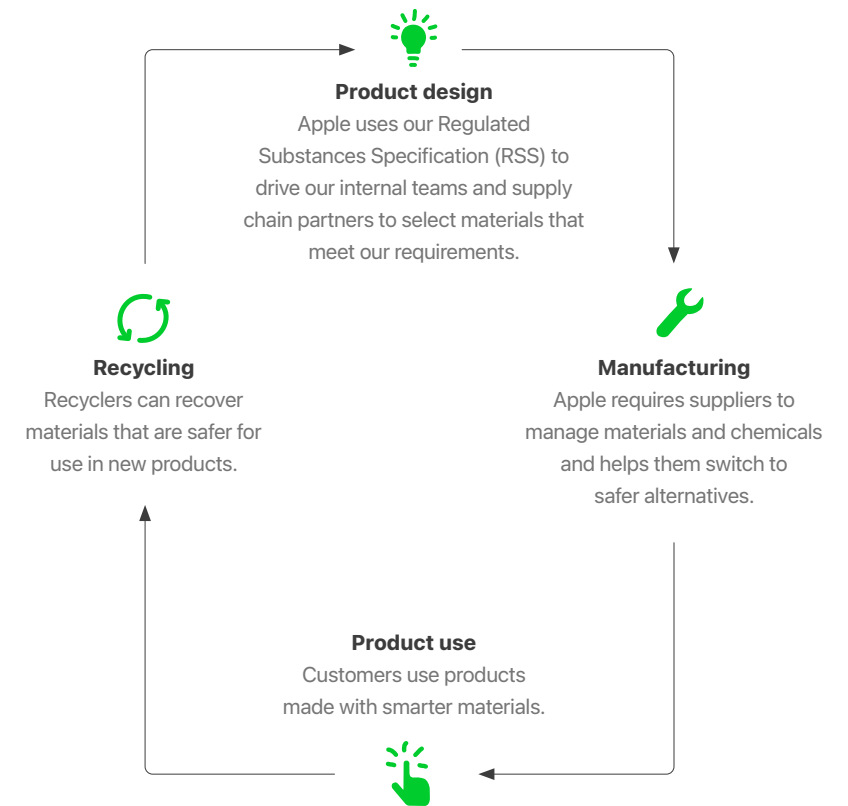 Product design
Apple uses our Regulated
Substances Specification (RSS) to
drive our internal teams and supply
chain partners to select materials that
meet our requirements.
Recycling
Recyclers can recover
materials that are safer for
use in new products.
Manufacturing
Apple requires suppliers to
manage materials and chemicals
and helps them switch to
safer alternatives.
Product use
Customers use products
made with smarter materials.